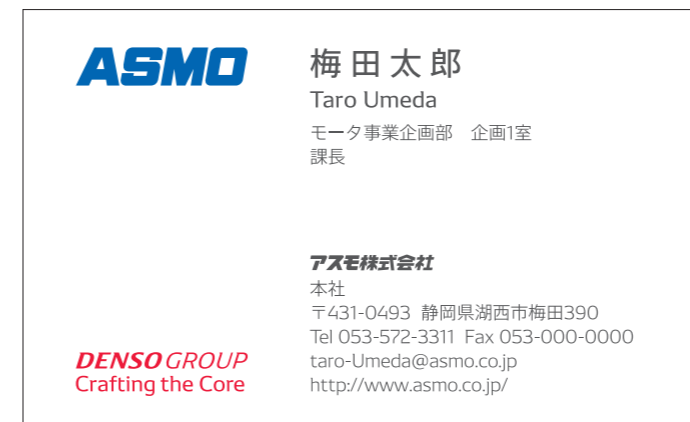 ASMO
梅田太郎
Taro Umeda
モータ事業企画部　企画1室
課長
アスモ株式会社
本社
〒431-0493 静岡県湖西市梅田390
Tel 053-572-3311 Fax 053-000-0000
taro-Umeda@asmo.co.jp
http://www.asmo.co.jp/
DENSO GROUP
Crafting the Core